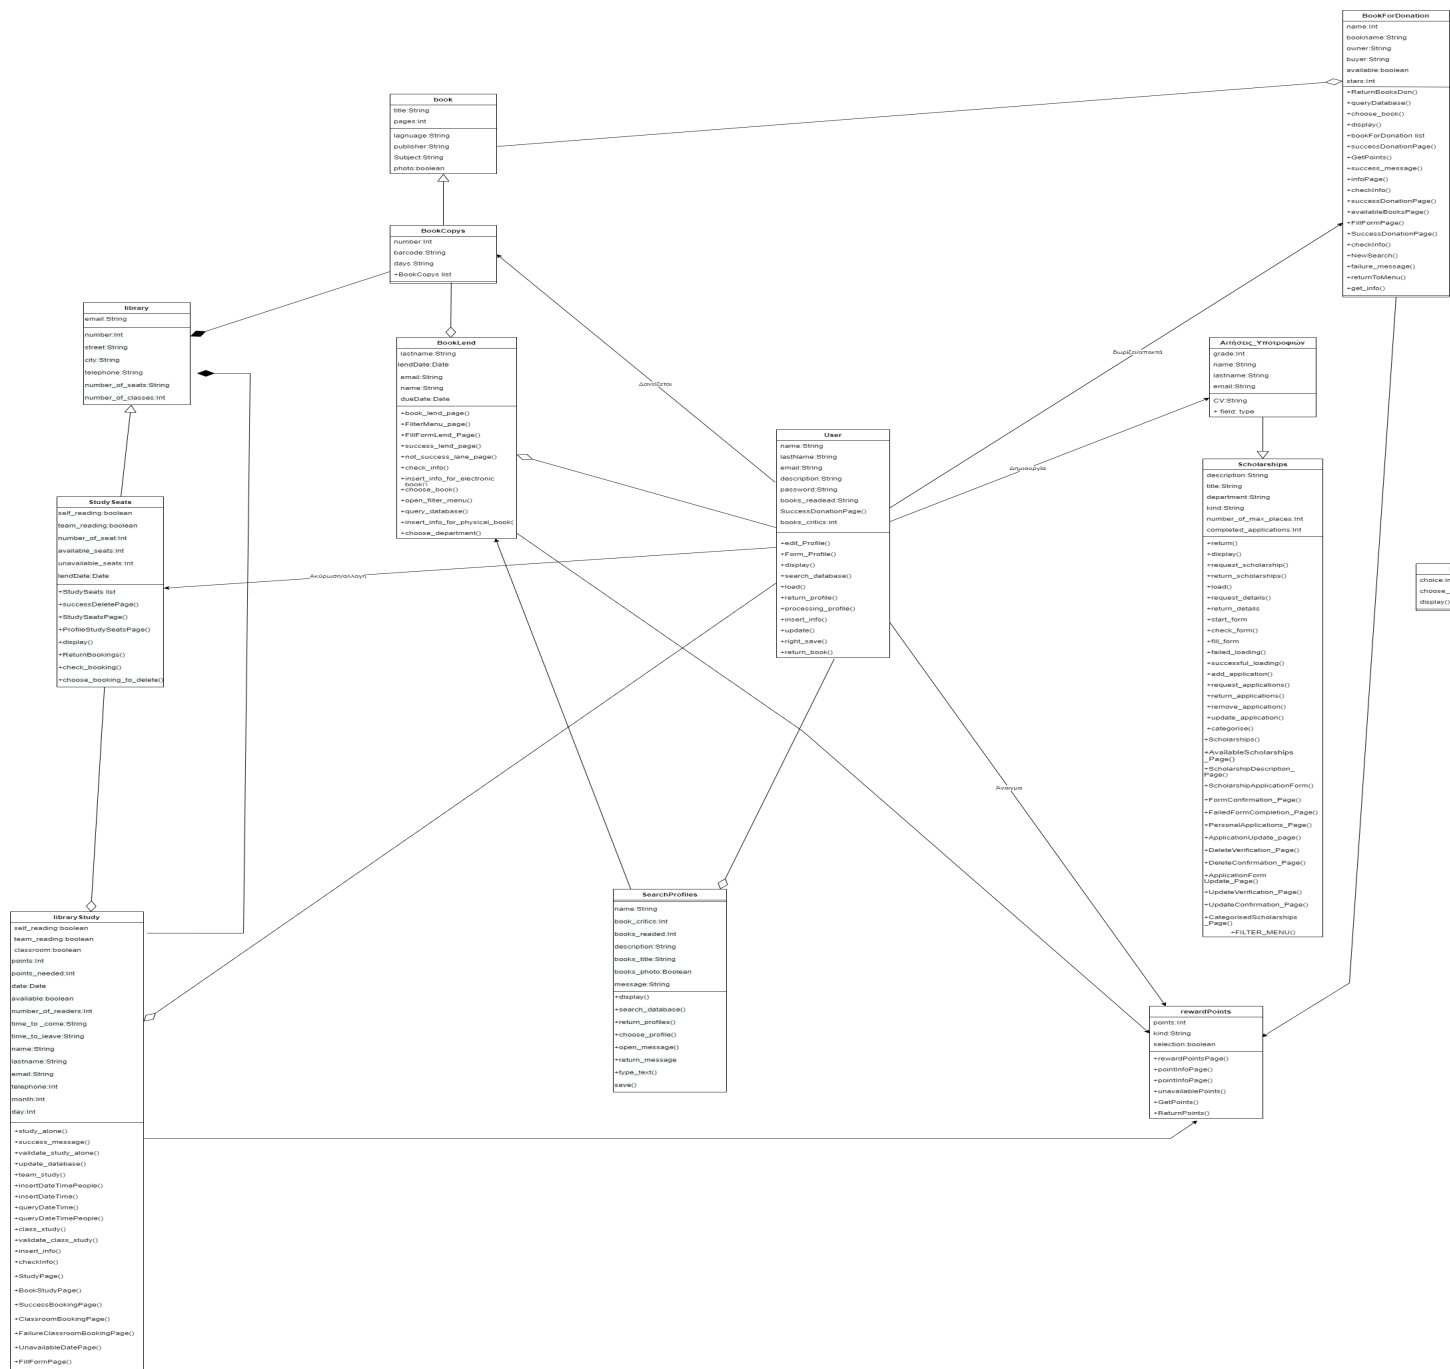 BookForDonation
name:Int
bookname:String
owner:String
buyer:String
available:boolean
stars:Int
+ReturnBooksDon()
+queryDatabase()
+choose_book()
+display()
+bookForDonation list
+successDonationPage()
+GetPoints()
+success_message()
+infoPage()
+checkInfo()
+successDonationPage()
+availableBooksPage()
+FillFormPage()
+SuccessDonationPage()
+checkInfo()
+NewSearch()
+failure_message()
+returnToMenu()
+get_info()
book
title:String
pages:int
lagnuage:String
publisher:String
Subject:String
photo:boolean
BookCopys
number:Int
barcode:String
days:String
+BookCopys list
library
email:String
number:Int
street:String
city:String
telephone:String
number_of_seats:String
number_of_classes:Int
BookLend
lastname:String
lendDate:Date
email:String
name:String
dueDate:Date
+book_lend_page()
+FilterMenu_page()
+FillFormLend_Page()
+success_lend_page()
+not_success_lane_page()
+check_info()
+insert_info_for_electronic
book()
+choose_book()
+open_filter_menu()
+query_database()
+insert_info_for_physical_book(
+choose_department()
Δανείζεται
δωρίζει/αποκτά
Δημιουργία
Ακύρωση/αλλαγή
Άνοιγμα
Αιτήσεις_Υποτροφιών
grade:Int
name:String
lastname:String
email:String
CV:String
+ field: type
User
name:String
lastName:String
email:String
description:String
password:String
books_readead:String
SuccessDonationPage()
books_critics:int
+edit_Profile()
+Form_Profile()
+display()
+search_database()
+load()
+return_profile()
+processing_profile()
+insert_info()
+update()
+right_save()
+return_book()
Scholarships
description:String
title:String
department:String
kind:String
number_of_max_places:Int
completed_applications:Int
+return()
+display()
+request_scholarship()
+return_scholarships()
+load()
+request_details()
+return_details
+start_form
+check_form()
+fill_form
+failed_loading()
+successful_loading()
+add_application()
+request_applications()
+return_applications()
+remove_application()
+update_application()
+categorise()
+Scholarships()
+AvailableScholarships
_Page()
+ScholarshipDescription_
Page()
+ScholarshipApplicationForm()
+FormConfirmation_Page()
+FailedFormCompletion_Page()
+PersonalApplications_Page()
+ApplicationUpdate_page()
+DeleteVerification_Page()
+DeleteConfirmation_Page()
+ApplicationForm
Update_Page()
+UpdateVerification_Page()
+UpdateConfirmation_Page()
+CategorisedScholarships
_Page()
+FILTER_MENU()
choice:In
choose_
display()
StudySeats
self_reading:boolean
team_reading:boolean
number_of_seat:Int
available_seats:Int
unavailable_seats:Int
lendDate:Date
+StudySeats list
+successDeletePage()
+StudySeatsPage()
+ProfileStudySeatsPage()
+display()
+ReturnBookings()
+check_booking()
+choose_booking_to_delete()
SearchProfiles
name:String
book_critics:Int
books_readed:Int
description:String
books_title:String
books_photo:Boolean
message:String
+display()
+search_database()
+return_profiles()
+choose_profile()
+open_message()
+return_message
+type_text()
save()
rewardPoints
points:Int
kind:String
selection:boolean
+rewardPointsPage()
+pointInfoPage()
+pointInfoPage()
+unavailablePoints()
+GetPoints()
+ReturnPoints()
libraryStudy
self_reading:boolean
team_reading:boolean
classroom:boolean
points:Int
points_needed:Int
date:Date
available:boolean
number_of_readers:Int
time_to _come:String
time_to_leave:String
name:String
lastname:String
email:String
telephone:Int
month:Int
day:Int
+study_alone()
+success_message()
+validate_study_alone()
+update_database()
+team_study()
+insertDateTimePeople()
+insertDateTime()
+queryDateTime()
+queryDateTimePeople()
+class_study()
+validate_class_study()
+insert_info()
+checkInfo()
+StudyPage()
+BookStudyPage()
+SuccessBookingPage()
+ClassroomBookingPage()
+FailureClassroomBookingPage()
+UnavailableDatePage()
+FillFormPage()